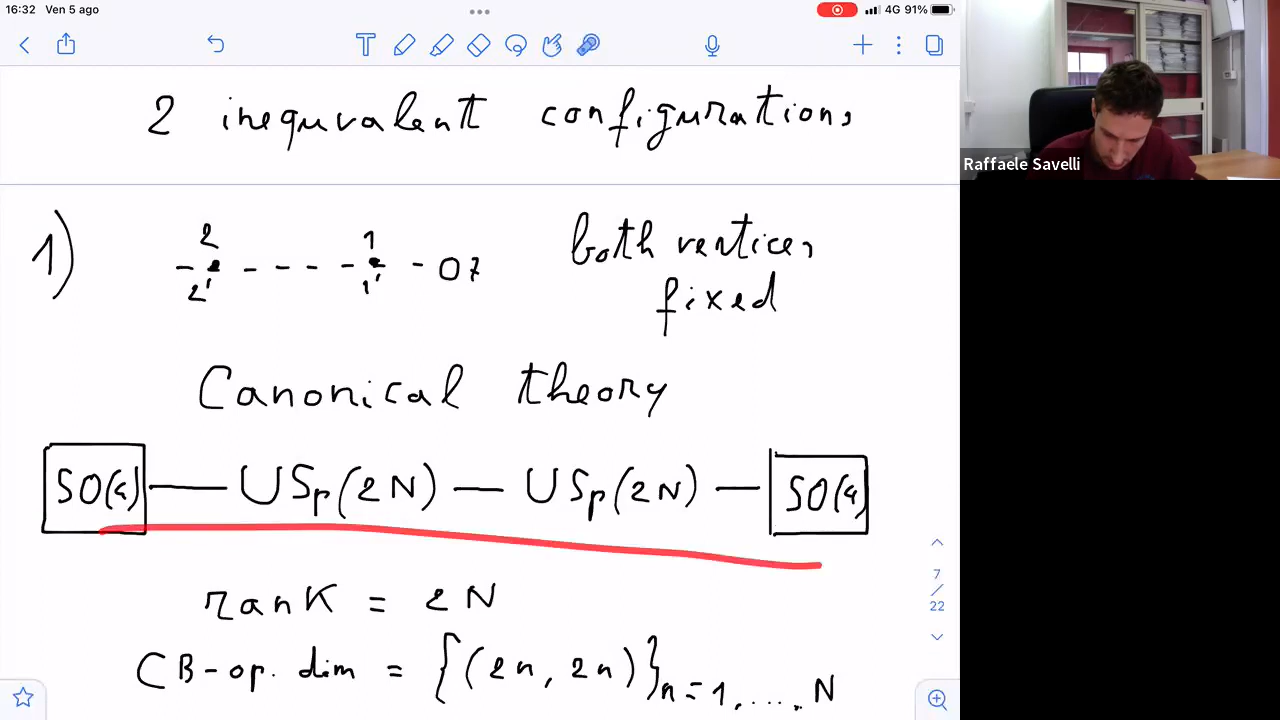 16:32 Ven 5 ago
4G 91%
2 inequivalent configurations
Raffaele Savelli
1) 2 1 both vertices
- - - - - - - 07 fixed
2' 1'
Canonical theory
SO(4) — USp(2N) — USp(2N) — SO(4)
rank = 2N
CB-op. dim = {(2n, 2n)}n=1,....,N
7
/
22